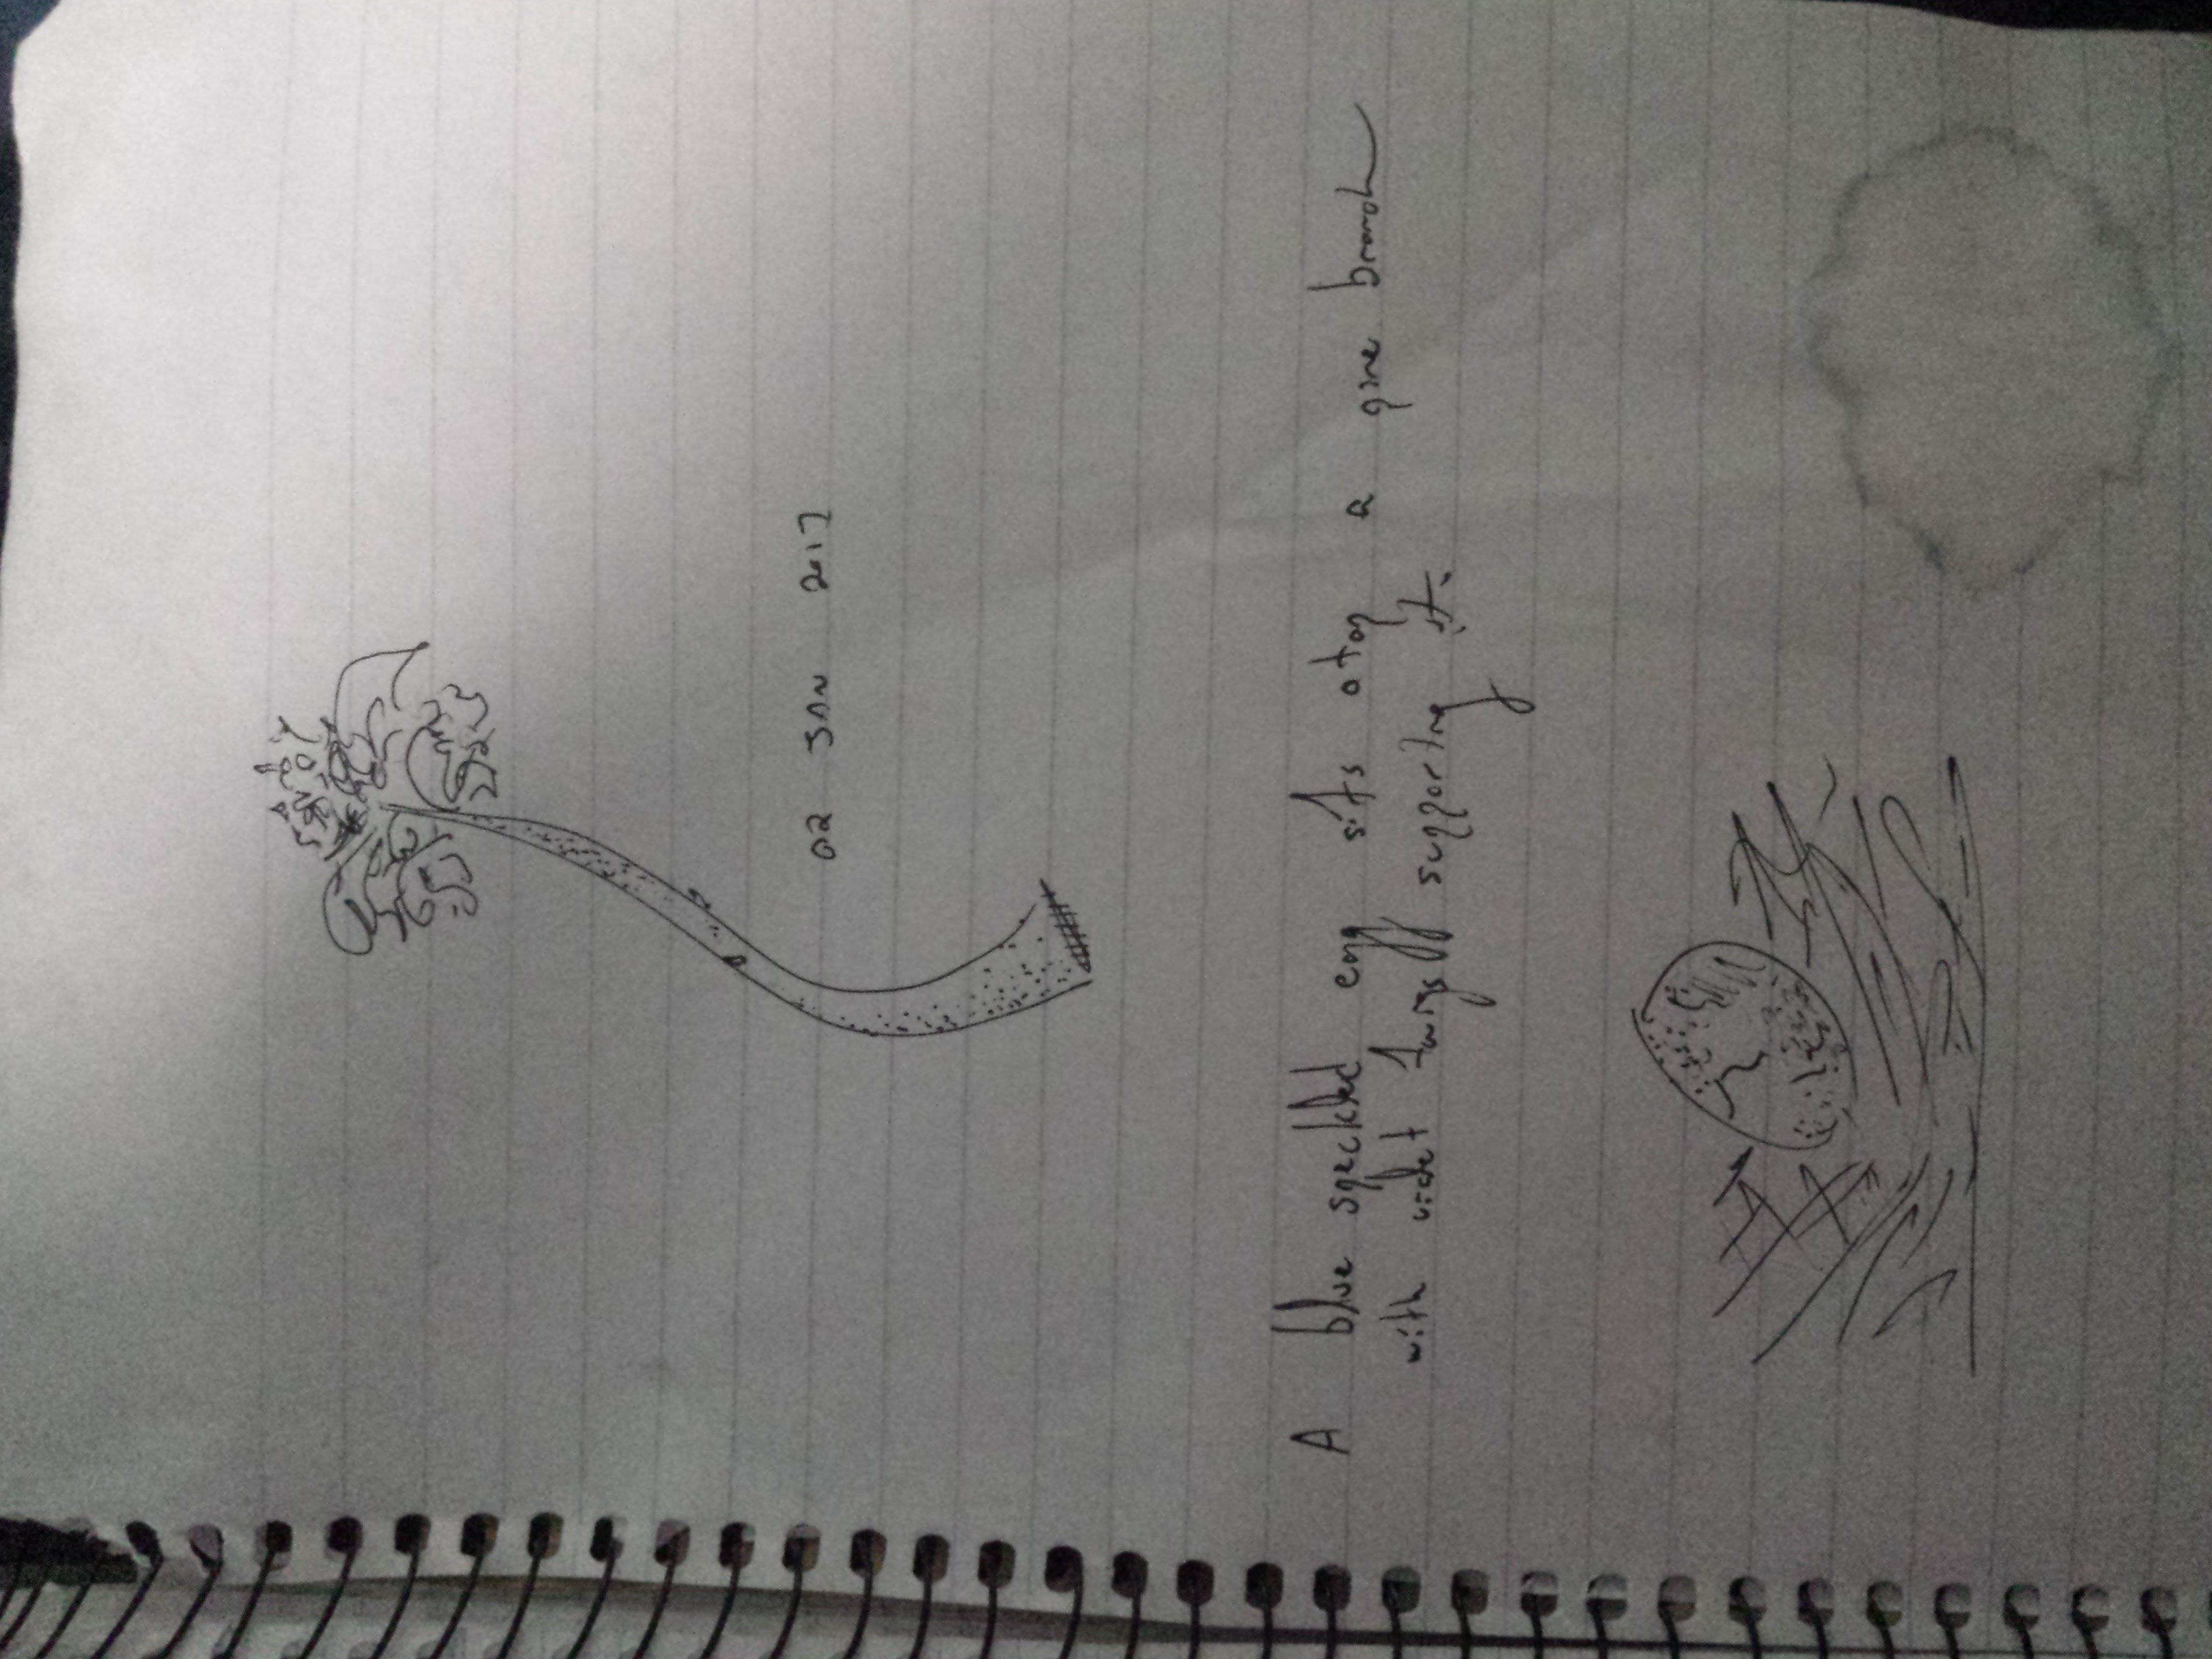 02 JAN 2017
A blue speckled egg sits atop a pine branch
with violet twigs supporting it.